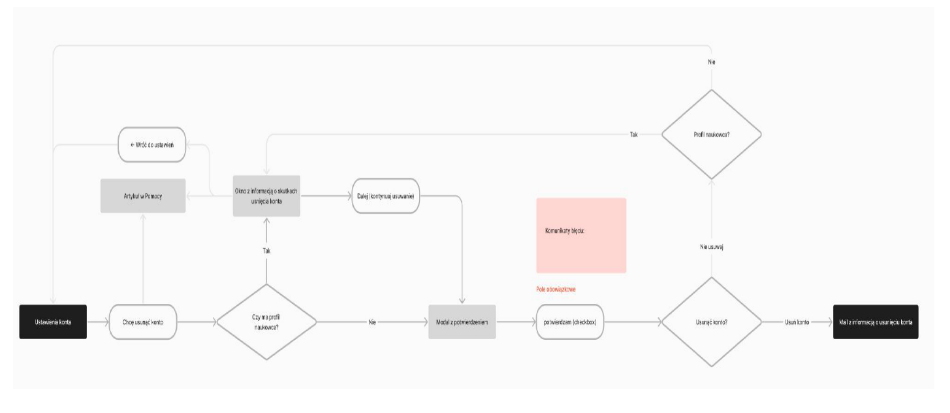 Nie
Tak
Profil naukowca?
← Wróć do ustawień
Artykuł w Pomocy
Okno z informacją o skutkach
usnięcia konta
Dalej i kontynuuj usuwanie
Komunikaty błędu:
Nie usuwaj
Tak
Pole obowiązkowe
Ustawienia konta
Chcę usunąć konto
Czy ma profil
naukowca?
Nie
Modal z potwierdzeniem
potwierdzam (checkbox)
Usunąć konto?
Usuń konto
Mail z informacją o usunięciu konta